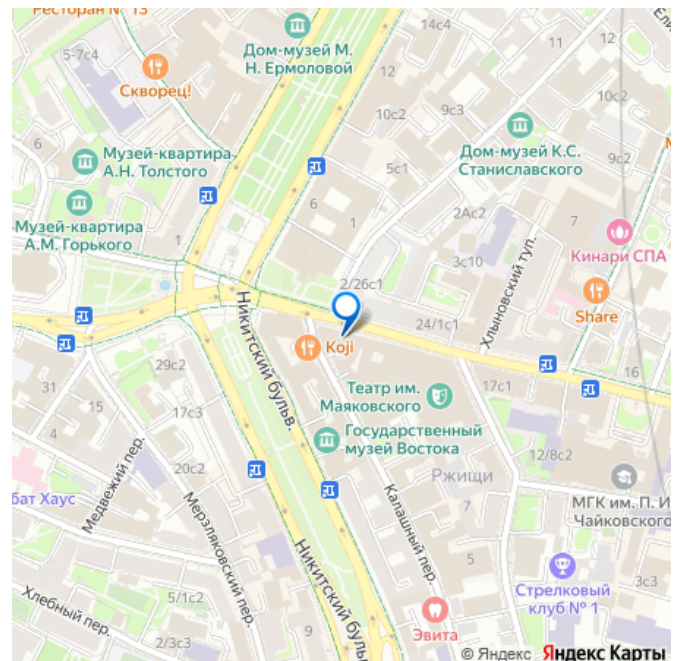 Ресторан № 13
5-7с4
Скворец!
Дом-музей М.
Н. Ермоловой
11
12
10с2
10с2
9с3
9с2
6
Музей-квартира
А.Н. Толстого
Дом-музей К.С.
Станиславского
5с1
6
1
2Ас2
7
Музей-квартира
А.М. Горького
1
3с10
Хлыновский туп.
Кинари СПА
2/26с1
Share
24/1с1
Koji
Никитский бульв.
29с2
16
31
15
17с3
Театр им.
Маяковского
17с1
4
Государственный
музей Востока
12/8с2
Ржищи
20с2
МГК им. П. И
Чайковского
бат Хаус
Медвежий пер.
Мерзляковский пер.
Калашный пер.
Никитский буль
5
Стрелковый
клуб № 1
3с3
Хлебный пер.
5/1с2
7
9
2/3с3
Эвита
© Яндекс Яндекс Карты